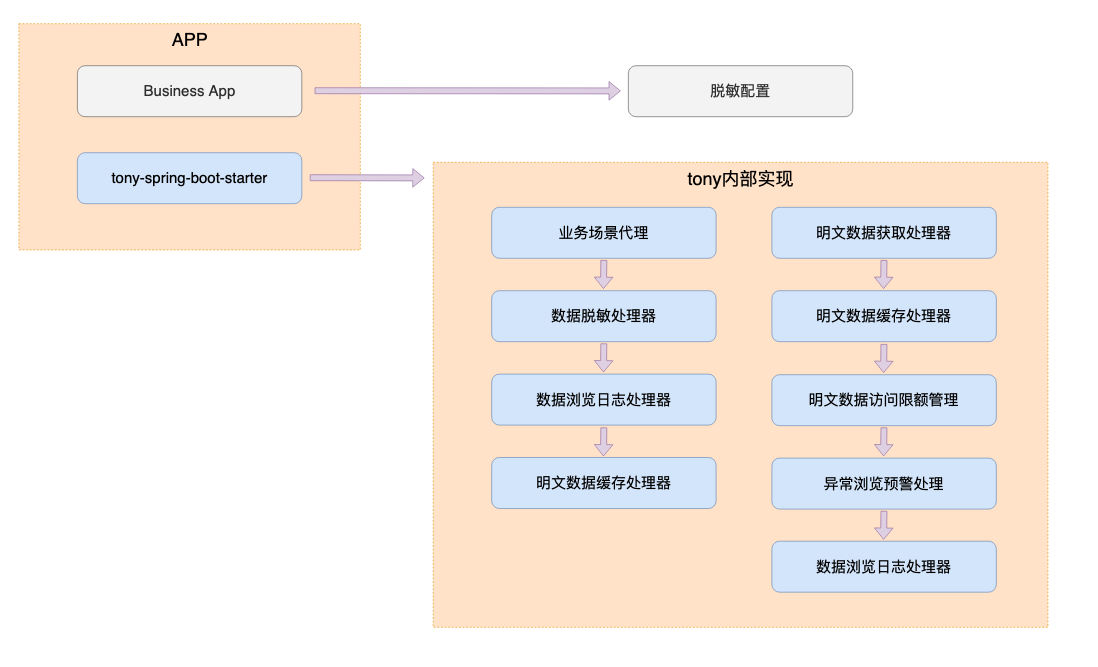 APP
Business App
脱敏配置
tony-spring-boot-starter
tony内部实现
业务场景代理
数据脱敏处理器
数据浏览日志处理器
明文数据缓存处理器
明文数据获取处理器
明文数据缓存处理器
明文数据访问限额管理
异常浏览预警处理
数据浏览日志处理器